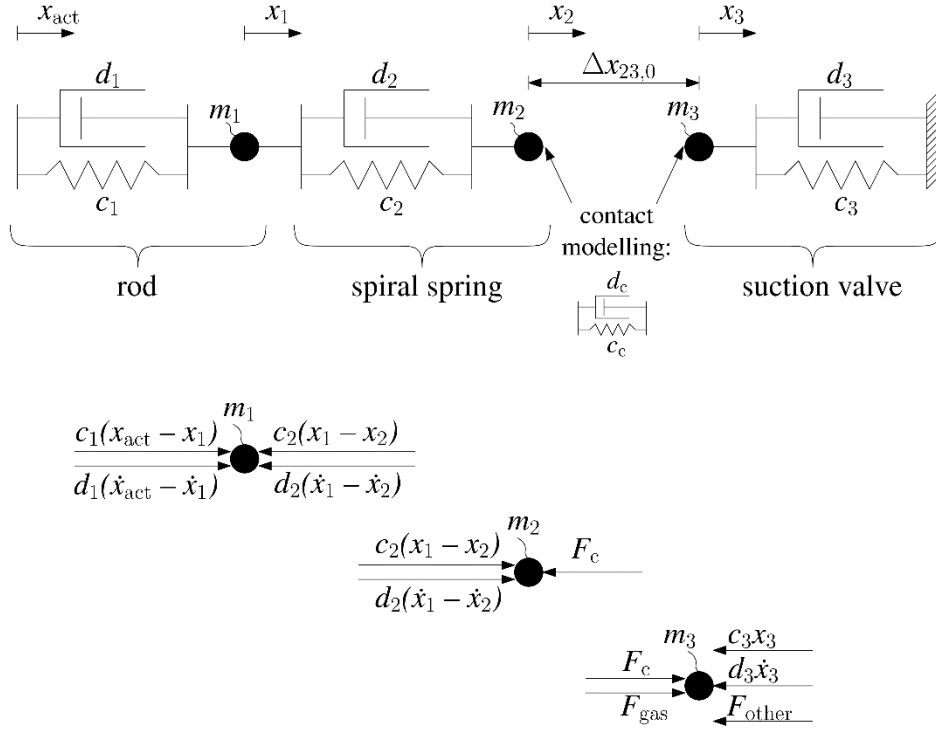 x_act x_1 x_2 x_3
Δx_23,0
d_1 d_2 d_3
m_1 m_2 m_3
c_1 c_2 c_3
contact
modelling:
rod spiral spring suction valve
d_c
c_c
m_1
c_1(x_act − x_1) c_2(x_1 − x_2)
d_1(ẋ_act − ẋ_1) d_2(ẋ_1 − ẋ_2)
m_2
c_2(x_1 − x_2) F_c
d_2(ẋ_1 − ẋ_2)
m_3 c_3x_3
F_c d_3ẋ_3
F_gas F_other